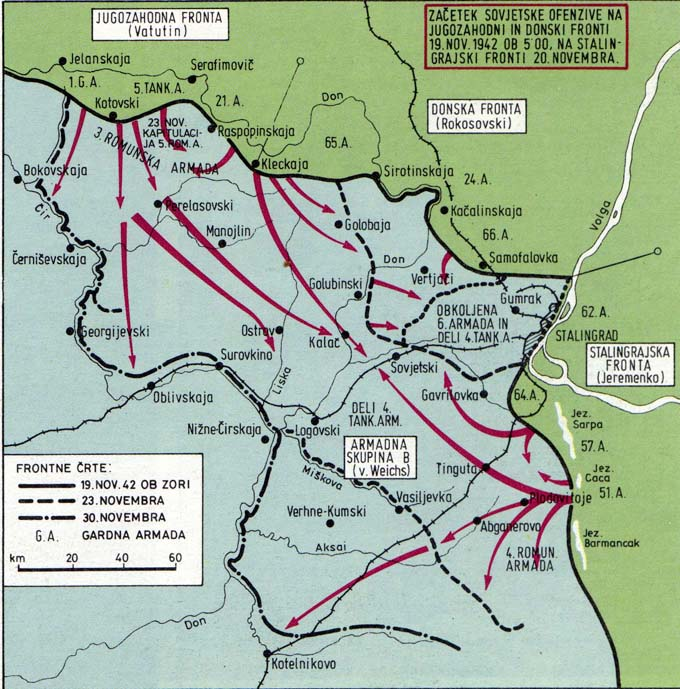 JUGOZAHODNA FRONTA
(Vatutin)
ZAČETEK SOVJETSKE OFENZIVE NA
JUGOZAHODNI IN DONSKI FRONTI
19. NOV. 1942 OB 5´00, NA STALIN-
GRAJSKI FRONTI 20. NOVEMBRA.
Jelanskaja
Serafimovič
1.G.A.
5.TANK.A.
Kotovski
21. A.
Don
DONSKA FRONTA
(Rokosovski)
23. NOV.
KAPITULACI-
JA 5.ROM.A.
Raspopinskaja
3. ROMUNSKA
ARMADA
65.A.
Kleckaja
Sirotinskaja
24.A.
Bokovskaja
Čir
Perelasovski
Kačalinskaja
Volga
Golobaja
Manojlin
66.A.
Černiševskaja
Don
Samofalovka
Golubinski
Vertjači
Gumrak
OBKOLJENA
6. ARMADA IN
DELI 4.TANK.A.
62. A.
Georgijevski
Ostrov
Kalač
STALINGRAD
Surovkino
Sovjetski
STALINGRAJSKA
FRONTA
(Jeremenko)
Oblivskaja
Liska
Gavrilovka
64.A.
DELI 4.
TANK.ARM.
Jez.
Sarpa
Nižne-Čirskaja
Logovski
ARMADNA
SKUPINA B
(v. Weichs)
57.A.
FRONTNE ČRTE:
19.NOV.42 OB ZORI
23.NOVEMBRA
30.NOVEMBRA
G.A. GARDNA ARMADA
km 0 20 40 60
Miškova
Tinguta
Jez.
Caca
51.A.
Vasiljevka
Plodovitoje
Verhne-Kumski
Abganerovo
Jez.
Barmancak
Aksai
4.ROMUN.
ARMADA
Don
Kotelnikovo